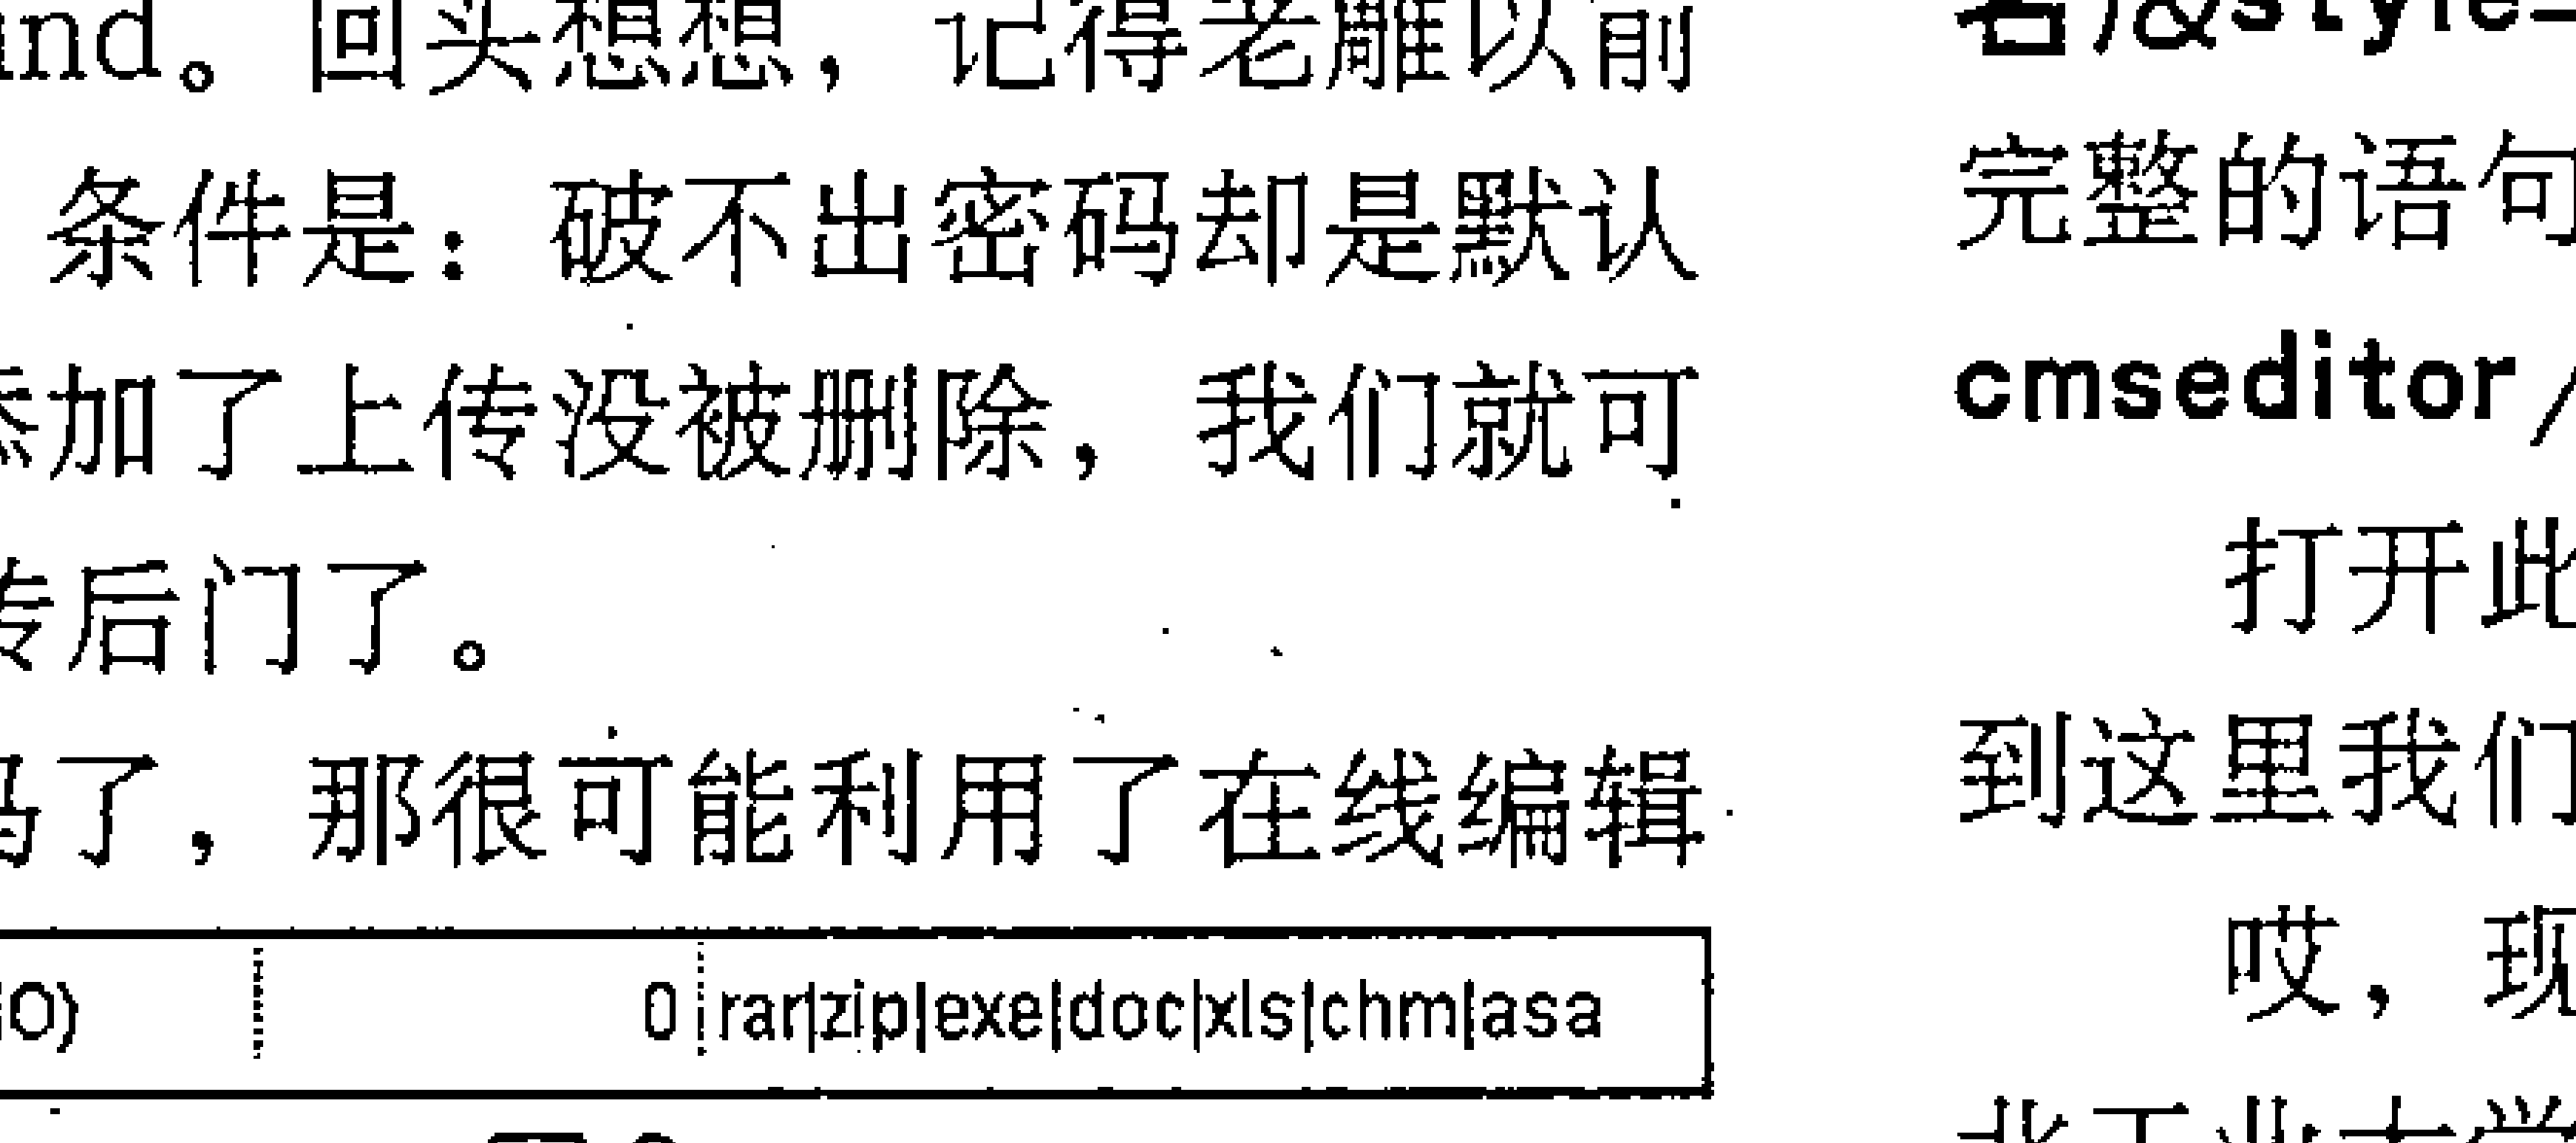 and。回头想想，记得老雕以前
条件是：破不出密码却是默认
添加了上传没被删除，我们就可
传后门了。
码了，那很可能利用了在线编辑
0 rar|zip|exe|doc|xls|chm|asa
名)&style=
完整的语句
cmseditor/
打开此
到这里我们
哎，现